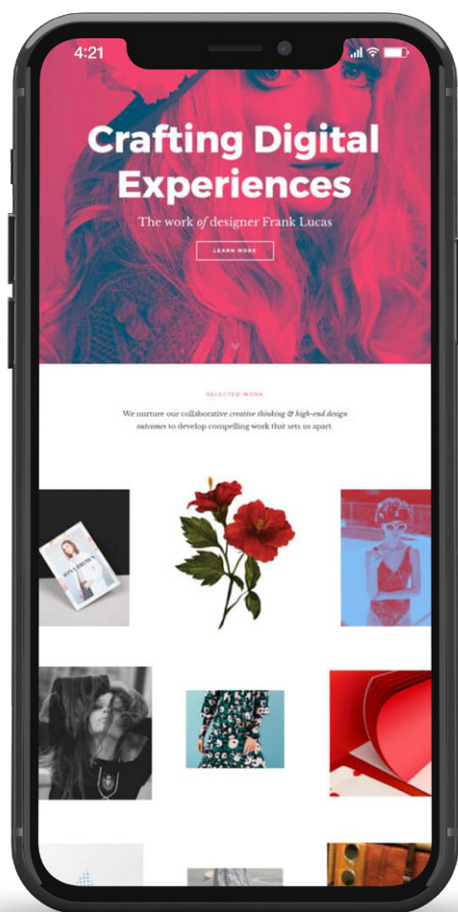 4:21
Crafting Digital
Experiences
The work of designer Frank Lucas
LEARN MORE
SELECTED WORK
We nurture our collaborative creative thinking & high-end design
outcomes to develop compelling work that sets us apart.